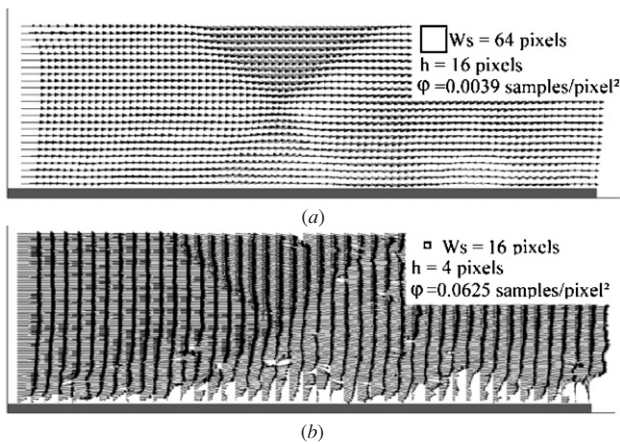 Ws = 64 pixels
h = 16 pixels
φ =0.0039 samples/pixel²
(a)
Ws = 16 pixels
h = 4 pixels
φ =0.0625 samples/pixel²
(b)